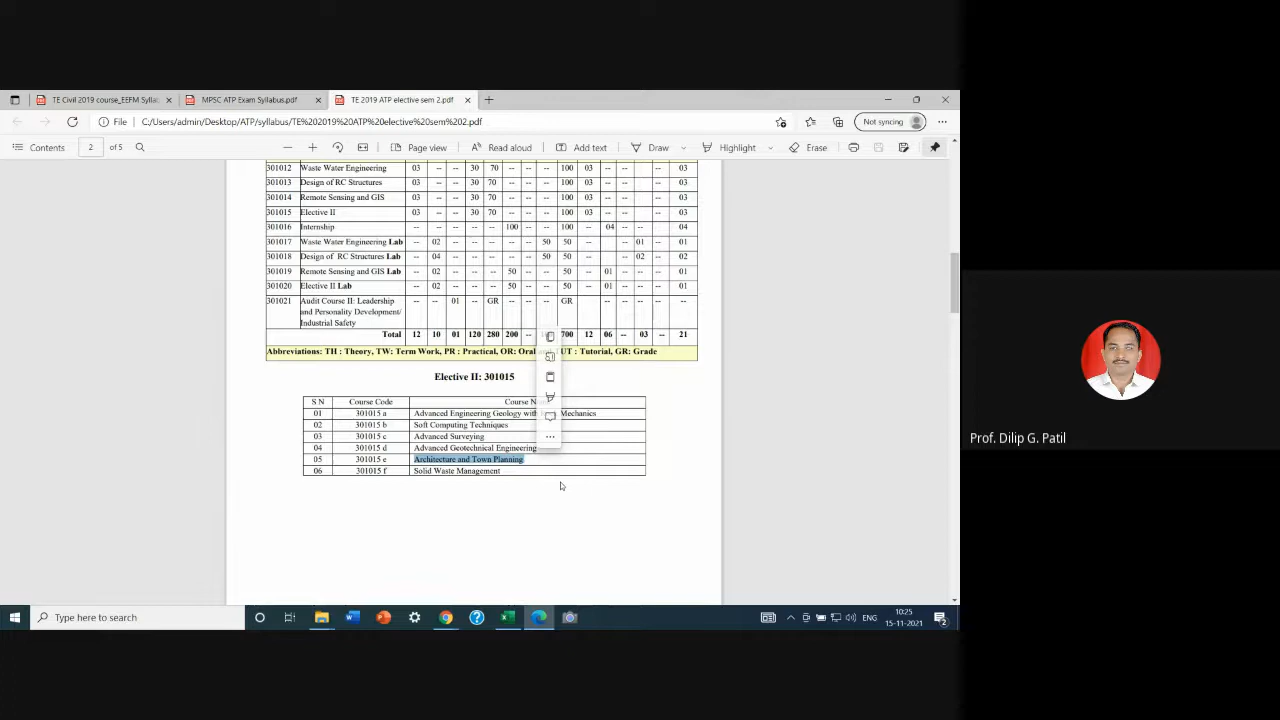 TE Civil 2019 course_EEFM Sylla
MPSC ATP Exam Syllabus.pdf
TE 2019 ATP elective sem 2.pdf
File
C:/Users/admin/Desktop/ATP/syllabus/TE%202019%20ATP%20elective%20sem%202.pdf
Not syncing
Contents
2 of 5
Page view
Read aloud
Add text
Draw
Highlight
Erase
301012 Waste Water Engineering 03 -- -- 30 70 -- -- -- 100 03 -- -- -- 03
301013 Design of RC Structures 03 -- -- 30 70 -- -- -- 100 03 -- -- -- 03
301014 Remote Sensing and GIS 03 -- -- 30 70 -- -- -- 100 03 -- -- -- 03
301015 Elective II 03 -- -- 30 70 -- -- -- 100 03 -- -- -- 03
301016 Internship -- -- -- -- -- 100 -- -- 100 -- 04 -- -- 04
301017 Waste Water Engineering Lab -- 02 -- -- -- -- -- 50 50 -- -- -- 01 -- 01
301018 Design of RC Structures Lab -- 04 -- -- -- -- -- 50 50 -- -- -- 02 -- 02
301019 Remote Sensing and GIS Lab -- 02 -- -- -- 50 -- -- 50 -- 01 -- -- -- 01
301020 Elective II Lab -- 02 -- -- -- 50 -- -- 50 -- 01 -- -- -- 01
301021 Audit Course II: Leadership -- -- 01 -- GR -- -- GR -- -- -- -- --
and Personality Development/
Industrial Safety
Total 12 10 01 120 280 200 -- 700 12 06 -- 03 -- 21
Abbreviations: TH : Theory, TW: Term Work, PR : Practical, OR: Oral and TUT : Tutorial, GR: Grade
Elective II: 301015
S N Course Code Course N
01 301015 a Advanced Engineering Geology with Mechanics
02 301015 b Soft Computing Techniques
03 301015 c Advanced Surveying
04 301015 d Advanced Geotechnical Engineering
05 301015 e Architecture and Town Planning
06 301015 f Solid Waste Management
Prof. Dilip G. Patil
Type here to search
ENG
10:25
15-11-2021
2